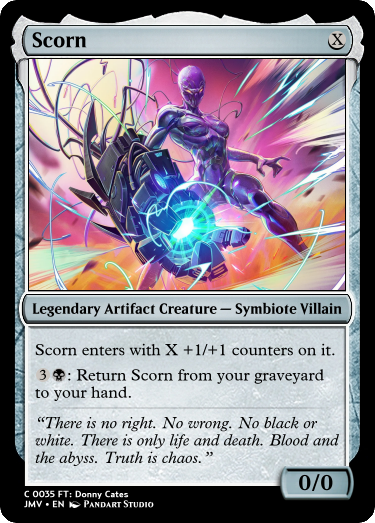 Scorn X
Legendary Artifact Creature — Symbiote Villain
Scorn enters with X +1/+1 counters on it.
3 : Return Scorn from your graveyard
to your hand.
“There is no right. No wrong. No black or
white. There is only life and death. Blood and
the abyss. Truth is chaos.”
0/0
C 0035 FT: Donny Cates
JMV • EN Pandart Studio